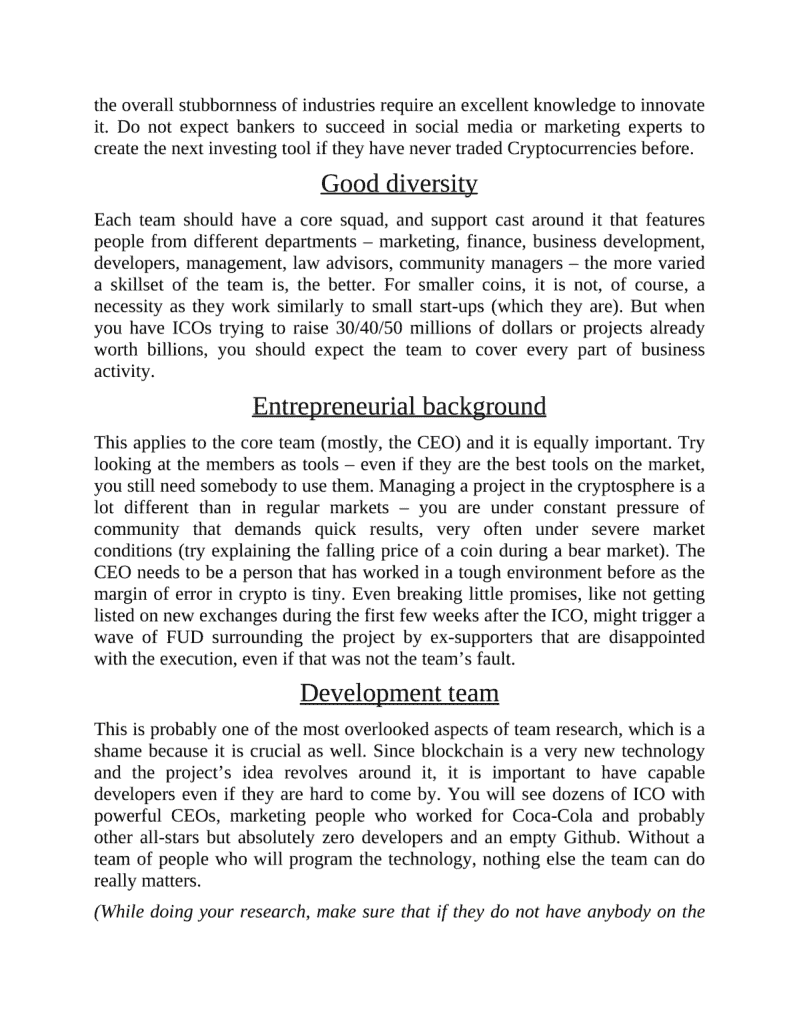 the overall stubbornness of industries require an excellent knowledge to innovate
it. Do not expect bankers to succeed in social media or marketing experts to
create the next investing tool if they have never traded Cryptocurrencies before.
Good diversity
Each team should have a core squad, and support cast around it that features
people from different departments – marketing, finance, business development,
developers, management, law advisors, community managers – the more varied
a skillset of the team is, the better. For smaller coins, it is not, of course, a
necessity as they work similarly to small start-ups (which they are). But when
you have ICOs trying to raise 30/40/50 millions of dollars or projects already
worth billions, you should expect the team to cover every part of business
activity.
Entrepreneurial background
This applies to the core team (mostly, the CEO) and it is equally important. Try
looking at the members as tools – even if they are the best tools on the market,
you still need somebody to use them. Managing a project in the cryptosphere is a
lot different than in regular markets – you are under constant pressure of
community that demands quick results, very often under severe market
conditions (try explaining the falling price of a coin during a bear market). The
CEO needs to be a person that has worked in a tough environment before as the
margin of error in crypto is tiny. Even breaking little promises, like not getting
listed on new exchanges during the first few weeks after the ICO, might trigger a
wave of FUD surrounding the project by ex-supporters that are disappointed
with the execution, even if that was not the team’s fault.
Development team
This is probably one of the most overlooked aspects of team research, which is a
shame because it is crucial as well. Since blockchain is a very new technology
and the project’s idea revolves around it, it is important to have capable
developers even if they are hard to come by. You will see dozens of ICO with
powerful CEOs, marketing people who worked for Coca-Cola and probably
other all-stars but absolutely zero developers and an empty Github. Without a
team of people who will program the technology, nothing else the team can do
really matters.
(While doing your research, make sure that if they do not have anybody on the